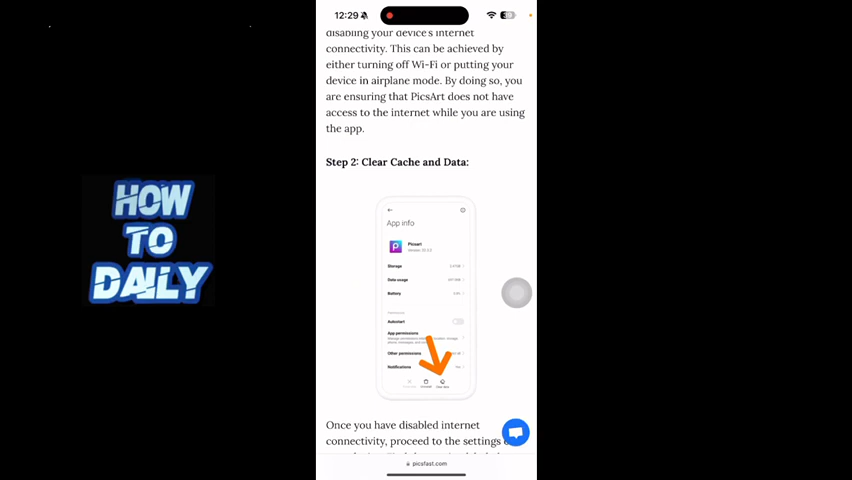 12:29
disabling your device's internet
connectivity. This can be achieved by
either turning off Wi-Fi or putting your
device in airplane mode. By doing so, you
are ensuring that PicsArt does not have
access to the internet while you are using
the app.
Step 2: Clear Cache and Data:
App info
Picsart
Storage
Data usage
Battery
Autostart
App permissions
Other permissions
Notifications
Once you have disabled internet
connectivity, proceed to the settings
picsfast.com
HOW
TO
DAILY